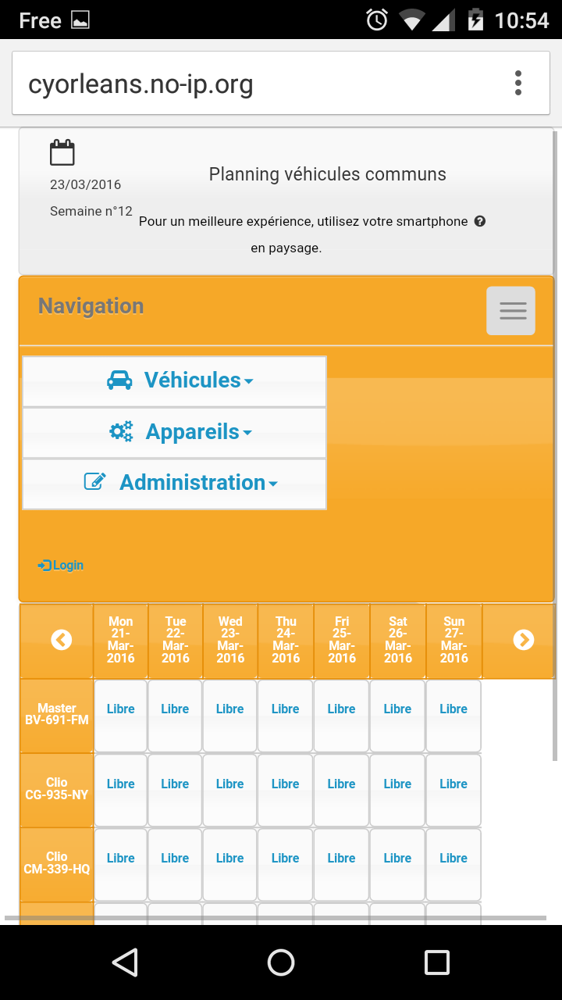 Free 10:54
cyorleans.no-ip.org
23/03/2016
Planning véhicules communs
Semaine n°12
Pour un meilleure expérience, utilisez votre smartphone
en paysage.
Navigation
Véhicules
Appareils
Administration
Login
Mon 21-Mar-2016 Tue 22-Mar-2016 Wed 23-Mar-2016 Thu 24-Mar-2016 Fri 25-Mar-2016 Sat 26-Mar-2016 Sun 27-Mar-2016
Master BV-691-FM Libre Libre Libre Libre Libre Libre Libre
Clio CG-935-NY Libre Libre Libre Libre Libre Libre Libre
Clio CM-339-HQ Libre Libre Libre Libre Libre Libre Libre